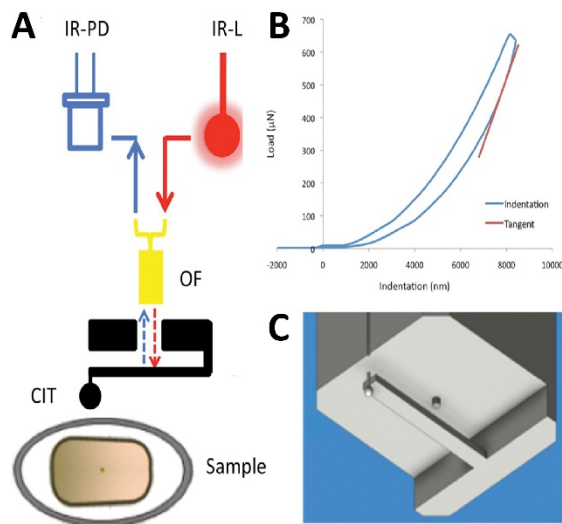 A
IR-PD
IR-L
OF
CIT
Sample
B
700
600
500
400
300
200
100
0
Load (μN)
-2000
0
2000
4000
6000
8000
10000
Indentation (nm)
Indentation
Tangent
C